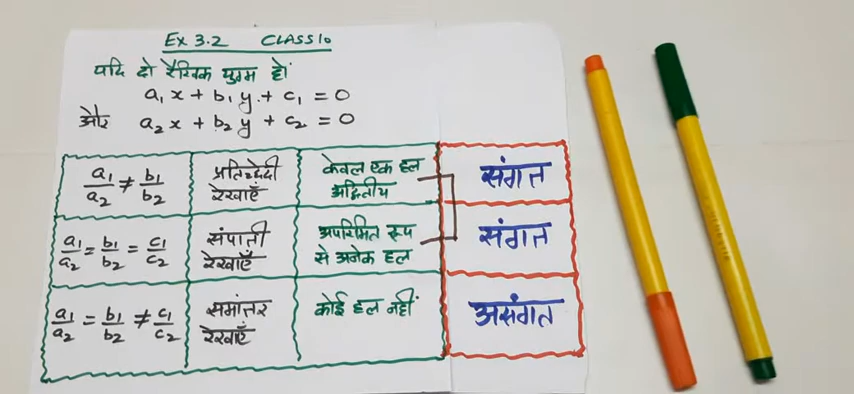 Ex 3.2 CLASS 10
यदि दो रैखिक युग्म हों
a₁x + b₁y + c₁ = 0
और a₂x + b₂y + c₂ = 0
a₁/a₂ ≠ b₁/b₂ प्रतिच्छेदी रेखाएँ केवल एक हल अद्वितीय संगत
a₁/a₂ = b₁/b₂ = c₁/c₂ संपाती रेखाएँ अपरिमित रूप से अनेक हल संगत
a₁/a₂ = b₁/b₂ ≠ c₁/c₂ समांतर रेखाएँ कोई हल नहीं असंगत